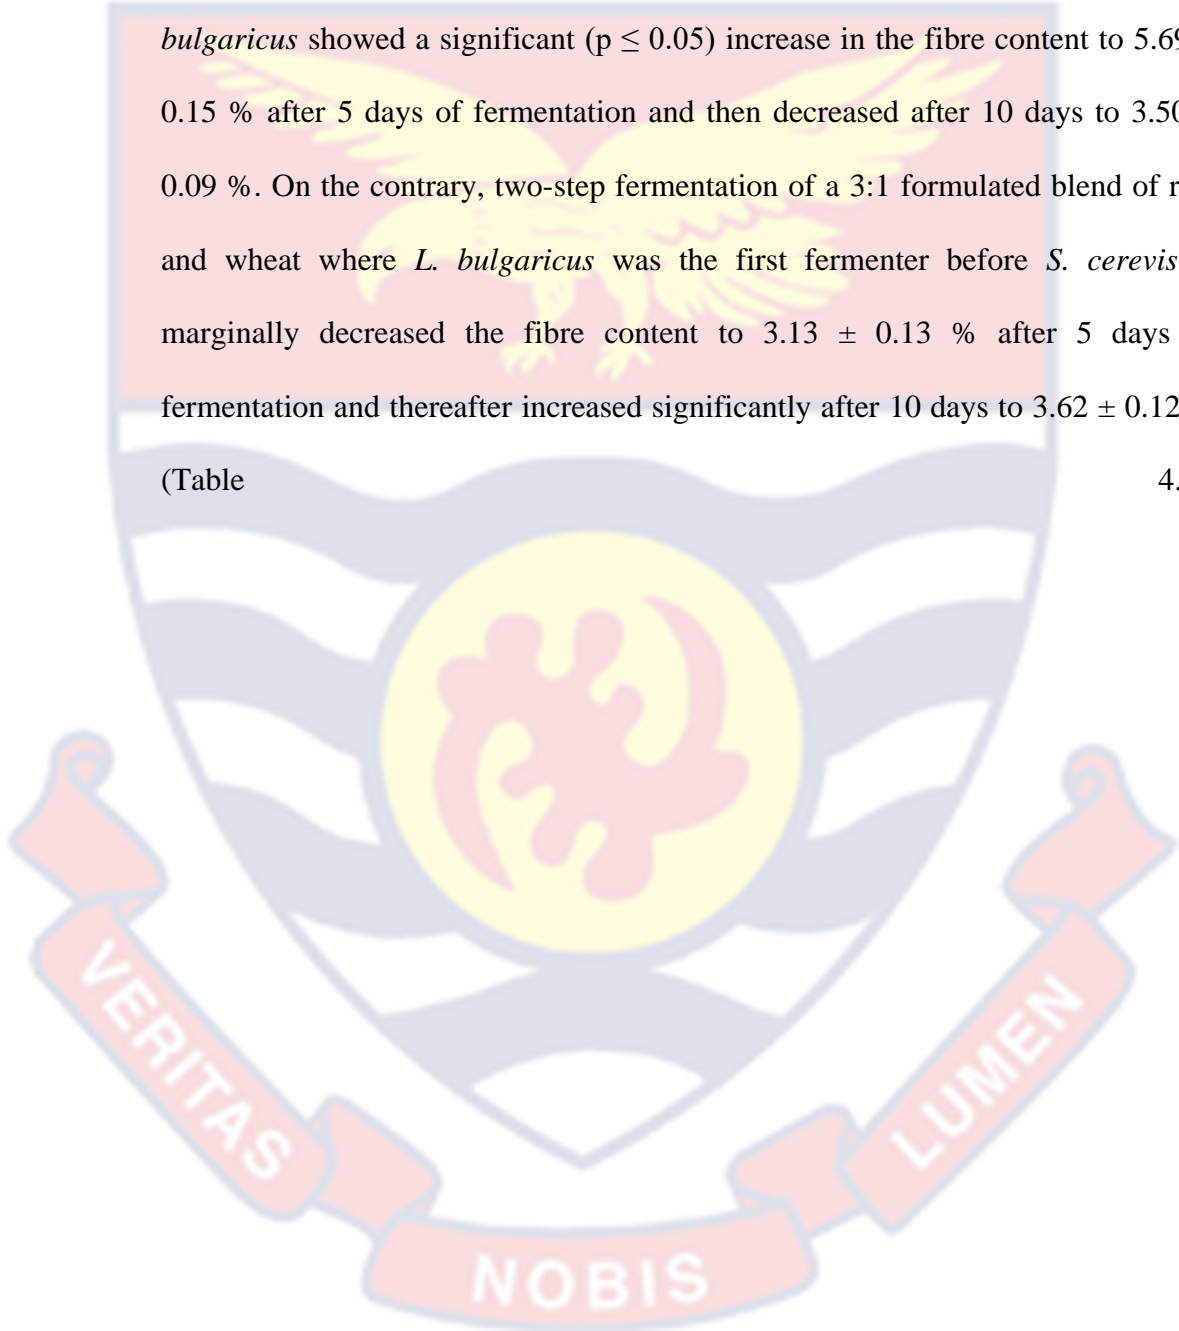 bulgaricus showed a significant (p ≤ 0.05) increase in the fibre content to 5.69
0.15 % after 5 days of fermentation and then decreased after 10 days to 3.50
0.09 %. On the contrary, two-step fermentation of a 3:1 formulated blend of r
and wheat where L. bulgaricus was the first fermenter before S. cerevis
marginally decreased the fibre content to 3.13 ± 0.13 % after 5 days
fermentation and thereafter increased significantly after 10 days to 3.62 ± 0.12
(Table 4.
VERITAS
NOBIS
LUMEN